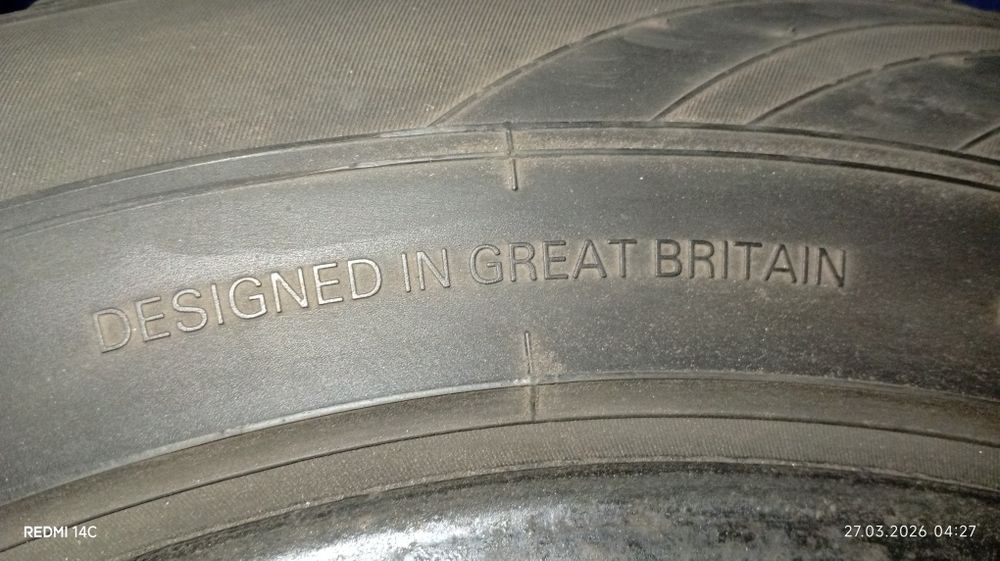 DESIGNED IN GREAT BRITAIN
REDMI 14C
27.03.2026 04:27